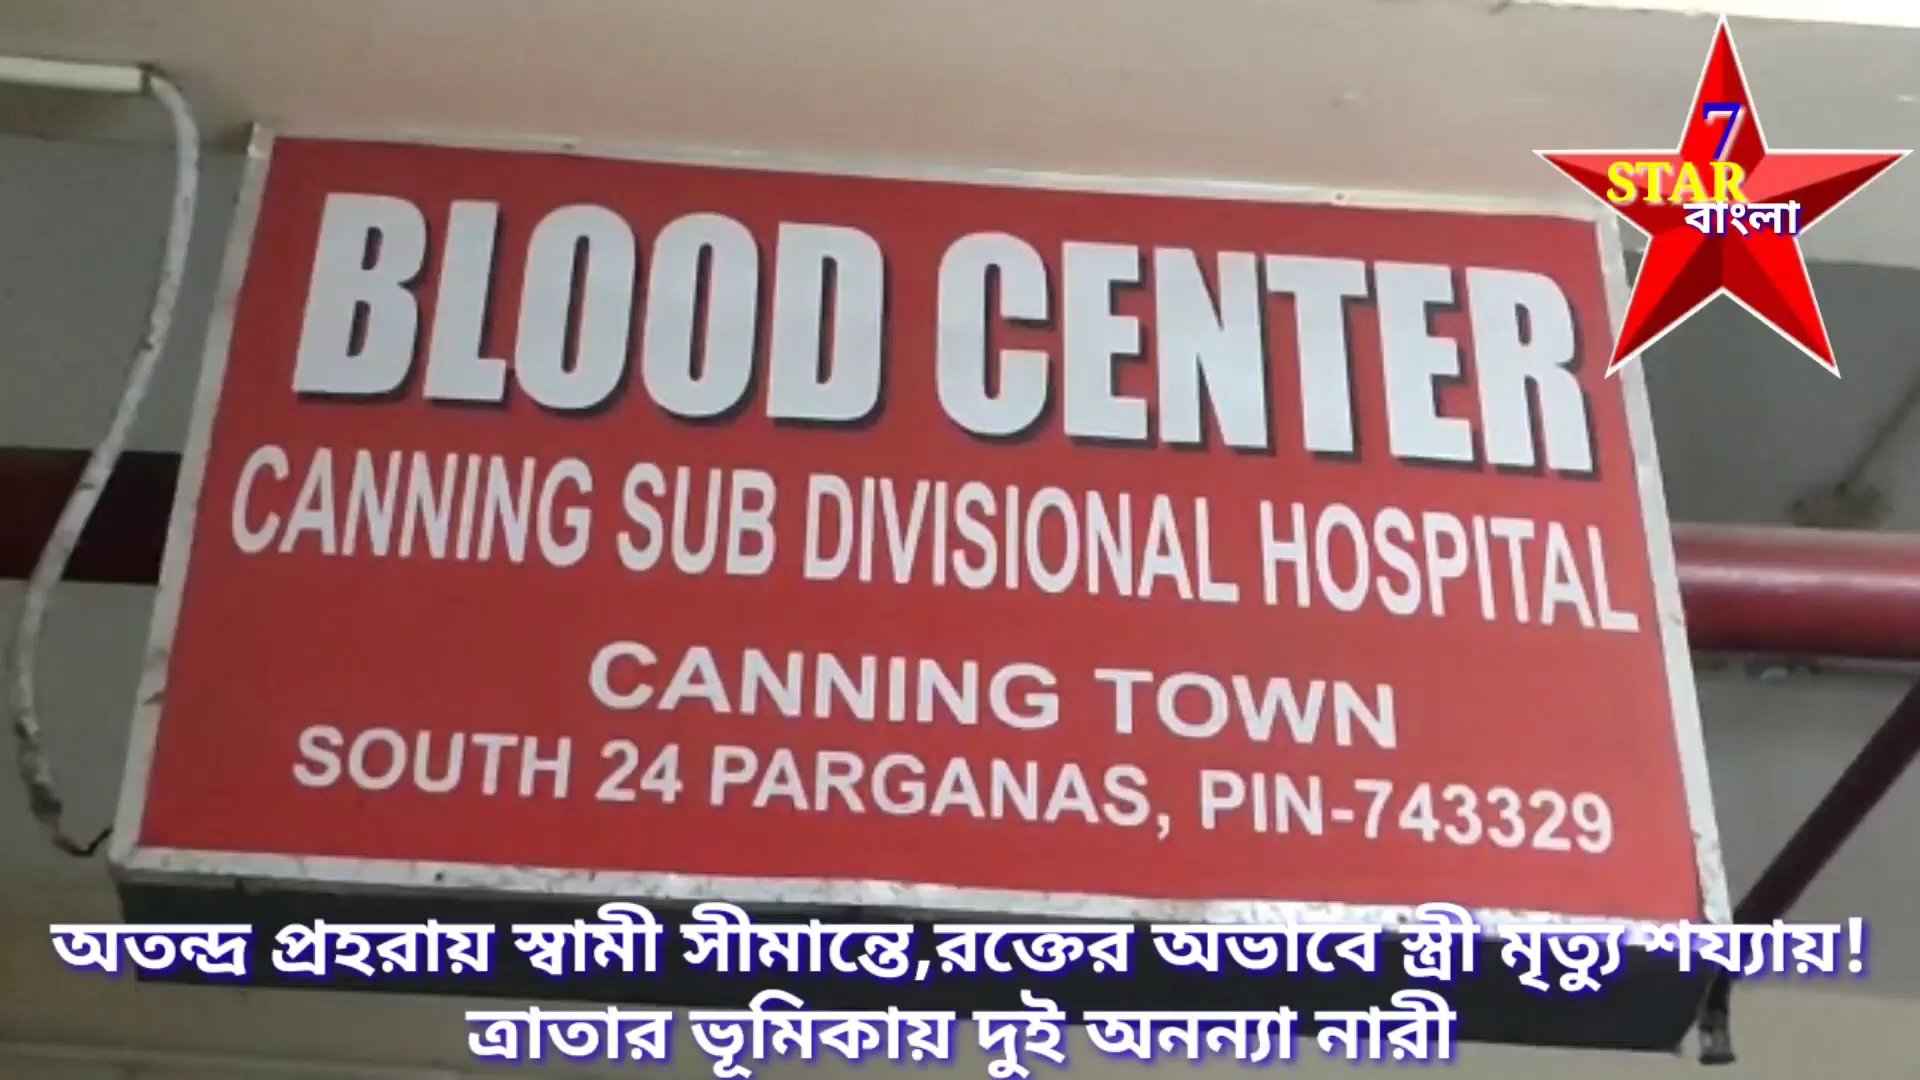 7
STAR
বাংলা
BLOOD CENTER
CANNING SUB DIVISIONAL HOSPITAL
CANNING TOWN
SOUTH 24 PARGANAS, PIN-743329
অতন্দ্র প্রহরায় স্বামী সীমান্তে,রক্তের অভাবে স্ত্রী মৃত্যু শয্যায়!
ত্রাতার ভূমিকায় দুই অনন্যা নারী